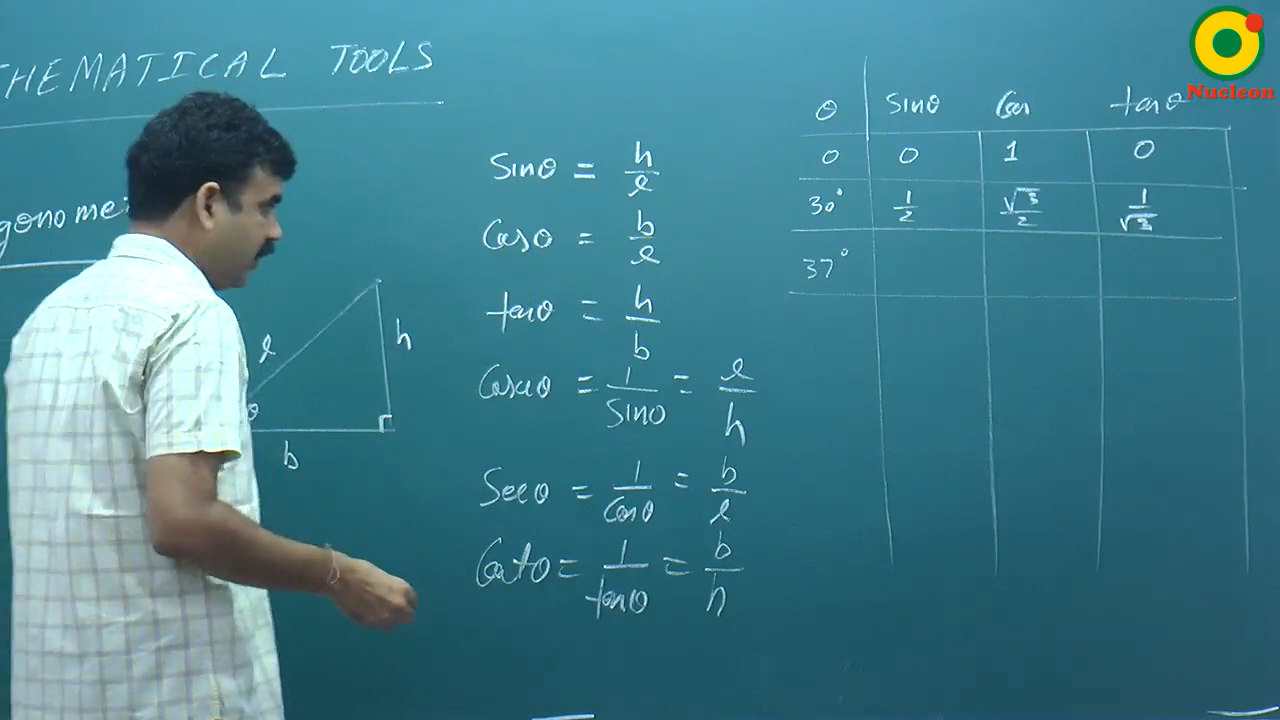 THEMATICAL TOOLS
gonome
l
h
θ
b
Sinθ = h/l
Cosθ = b/l
tanθ = h/b
Cosecθ = 1/Sinθ = l/h
Secθ = 1/Cosθ = b/l
Cotθ = 1/tanθ = b/h
θ Sinθ Cos tanθ
0 0 1 0
30° 1/2 √3/2 1/√3
37°
Nucleon